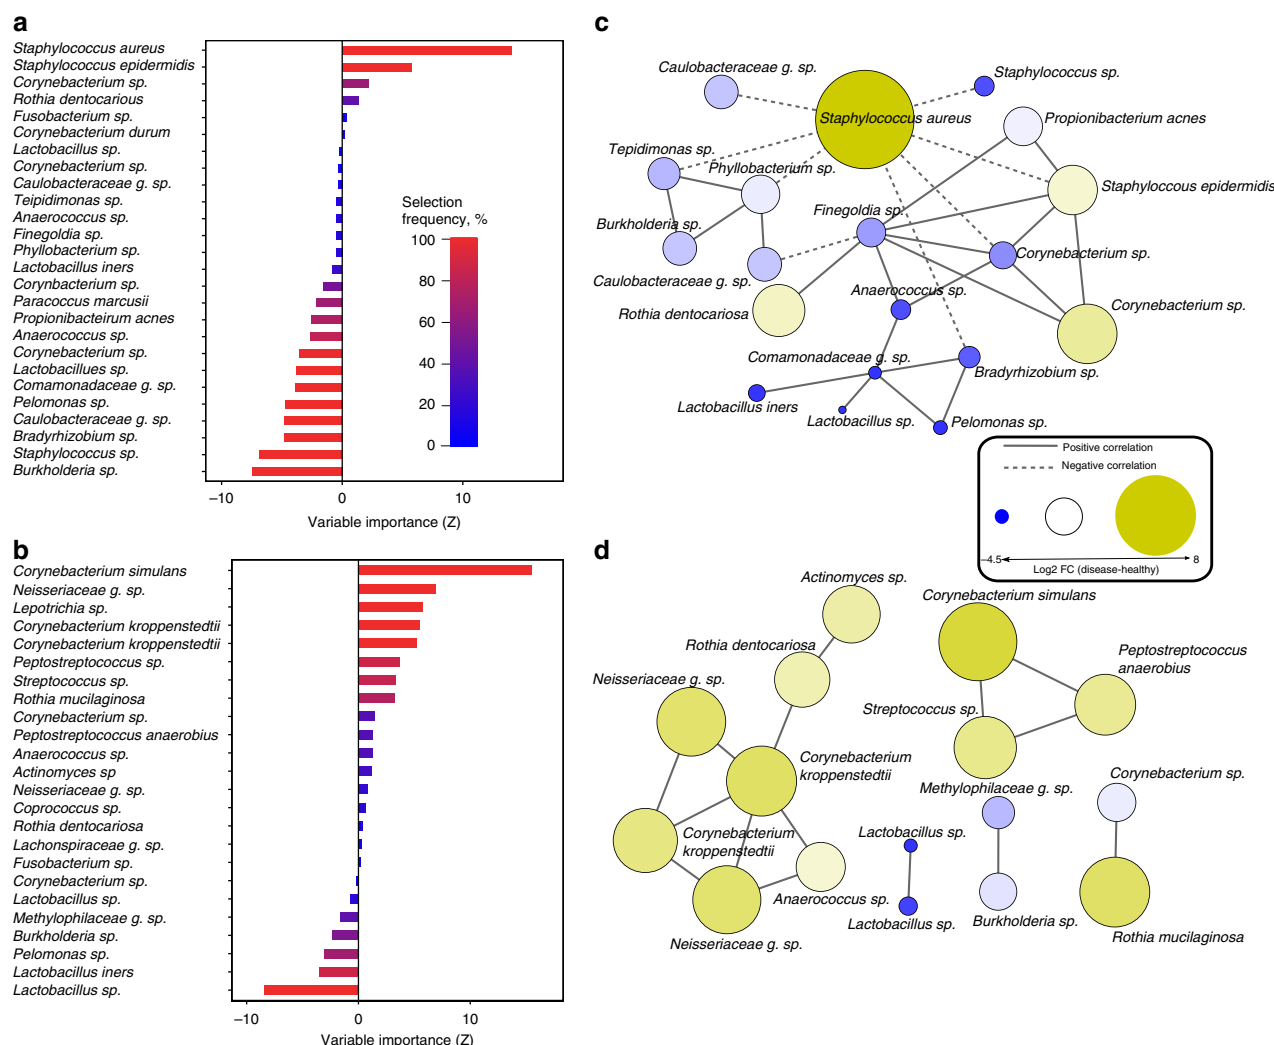 a
Staphylococcus aureus
Staphylococcus epidermidis
Corynebacterium sp.
Rothia dentocarious
Fusobacterium sp.
Corynebacterium durum
Lactobacillus sp.
Corynebacterium sp.
Caulobacteraceae g. sp.
Teipidimonas sp.
Anaerococcus sp.
Finegoldia sp.
Phyllobacterium sp.
Lactobacillus iners
Corynbacterium sp.
Paracoccus marcusii
Propionibacteirum acnes
Anaerococcus sp.
Corynebacterium sp.
Lactobacillues sp.
Comamonadaceae g. sp.
Pelomonas sp.
Caulobacteraceae g. sp.
Bradyrhizobium sp.
Staphylococcus sp.
Burkholderia sp.
Selection
frequency, %
100
80
60
40
20
0
−10
0
10
Variable importance (Z)
b
Corynebacterium simulans
Neisseriaceae g. sp.
Lepotrichia sp.
Corynebacterium kroppenstedtii
Corynebacterium kroppenstedtii
Peptostreptococcus sp.
Streptococcus sp.
Rothia mucilaginosa
Corynebacterium sp.
Peptostreptococcus anaerobius
Anaerococcus sp.
Actinomyces sp
Neisseriaceae g. sp.
Coprococcus sp.
Rothia dentocariosa
Lachonspiraceae g. sp.
Fusobacterium sp.
Corynebacterium sp.
Lactobacillus sp.
Methylophilaceae g. sp.
Burkholderia sp.
Pelomonas sp.
Lactobacillus iners
Lactobacillus sp.
−10
0
10
Variable importance (Z)
c
Caulobacteraceae g. sp.
Staphylococcus sp.
Staphylococcus aureus
Propionibacterium acnes
Tepidimonas sp.
Phyllobacterium sp.
Staphyloccous epidermidis
Finegoldia sp.
Burkholderia sp.
Corynebacterium sp.
Caulobacteraceae g. sp.
Anaerococcus sp.
Rothia dentocariosa
Corynebacterium sp.
Comamonadaceae g. sp.
Bradyrhizobium sp.
Lactobacillus iners
Lactobacillus sp.
Pelomonas sp.
Positive correlation
Negative correlation
−4.5
8
Log2 FC (disease-healthy)
d
Actinomyces sp.
Corynebacterium simulans
Rothia dentocariosa
Peptostreptococcus
anaerobius
Neisseriaceae g. sp.
Streptococcus sp.
Corynebacterium
kroppenstedtii
Methylophilaceae g. sp.
Corynebacterium sp.
Corynebacterium
kroppenstedtii
Lactobacillus sp.
Anaerococcus sp.
Lactobacillus sp.
Burkholderia sp.
Neisseriaceae g. sp.
Rothia mucilaginosa